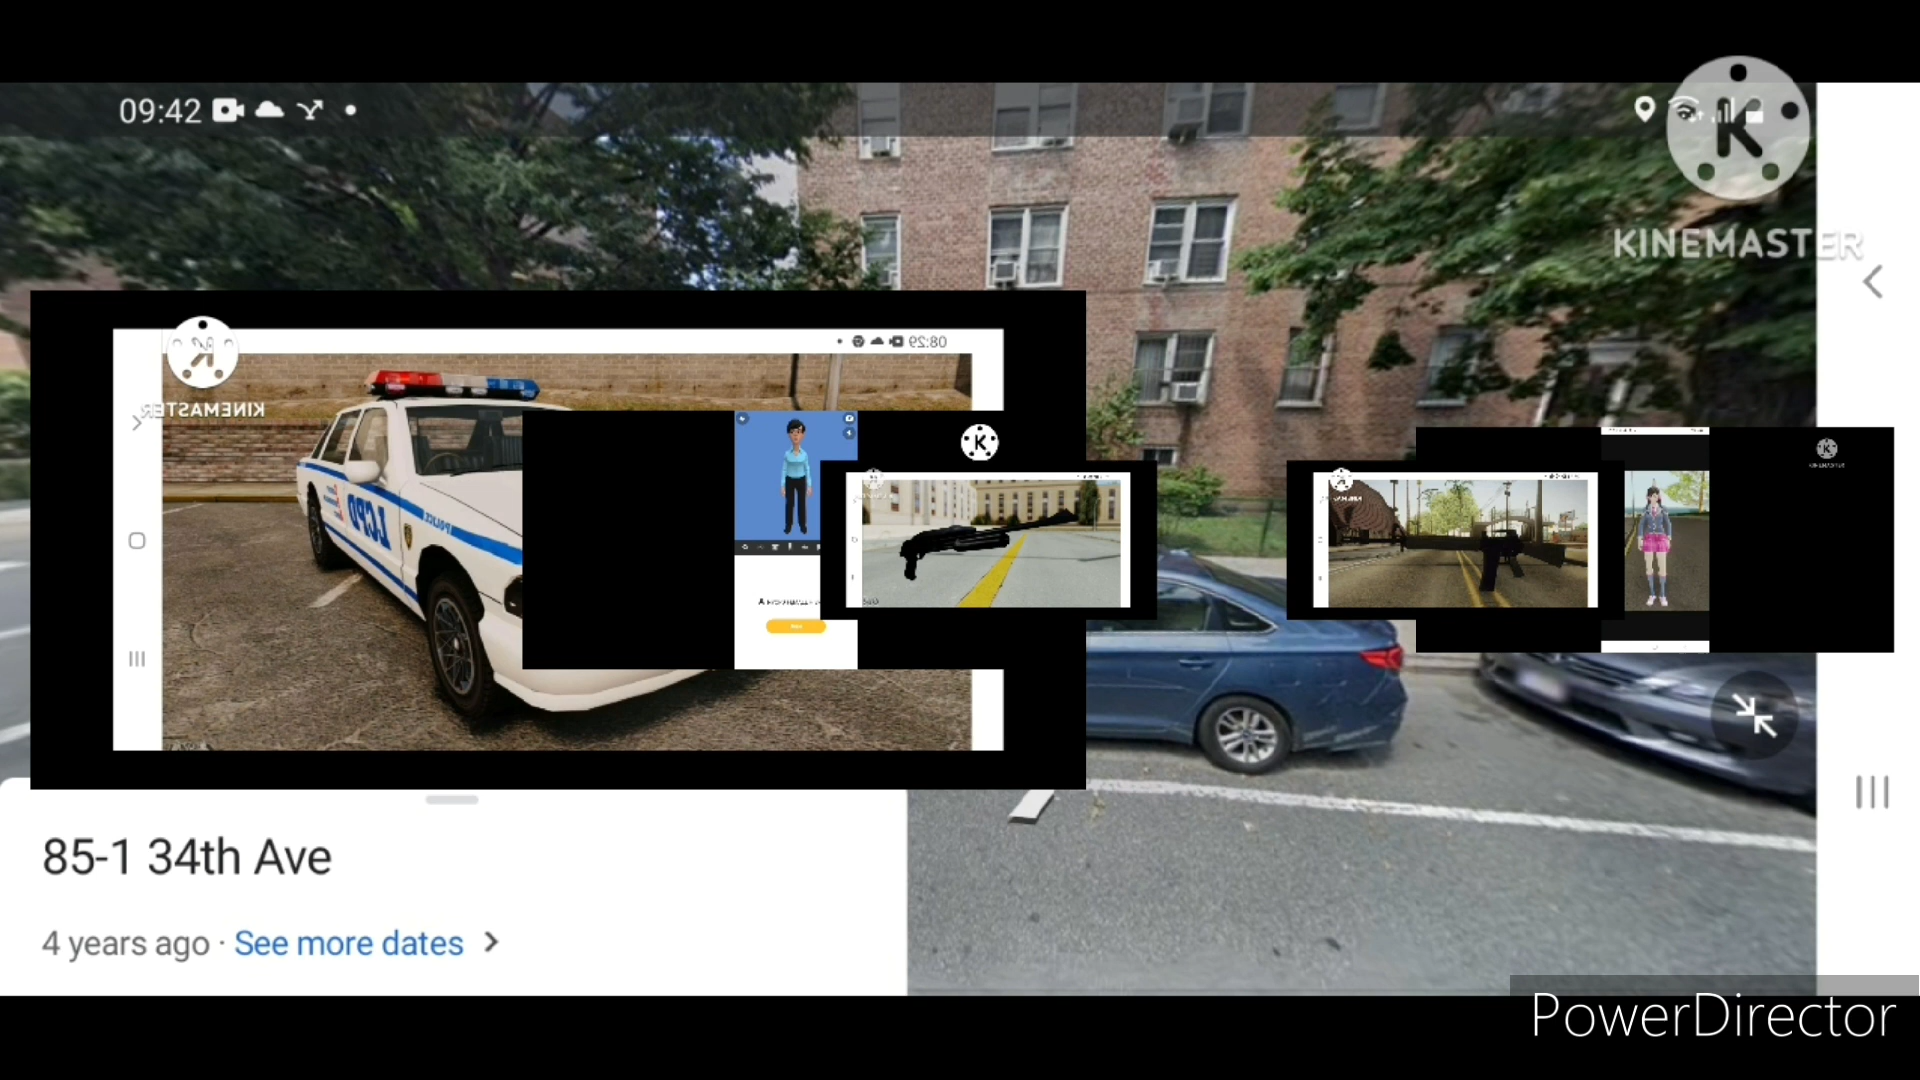 09:42
KINEMASTER
08:29
KINEMASTER
LCPD
POLICE
KINEMASTER
85-1 34th Ave
4 years ago · See more dates
PowerDirector